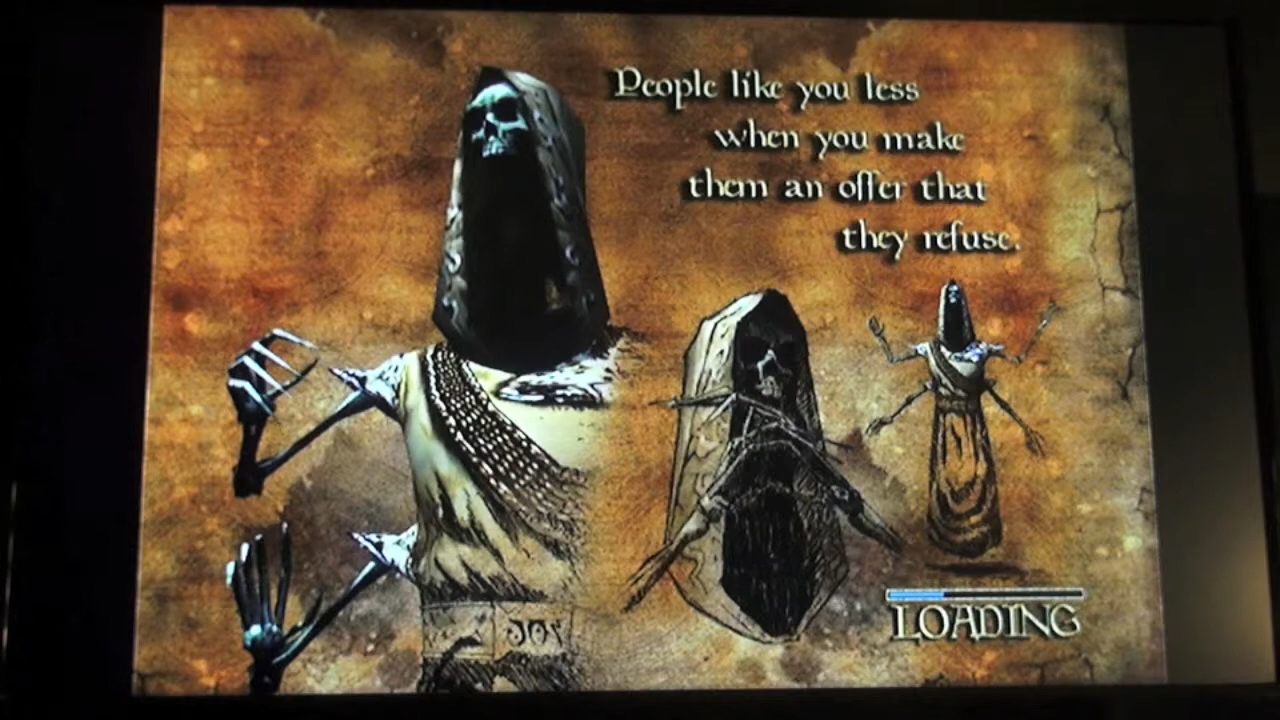 People like you less
when you make
them an offer that
they refuse.
LOADING